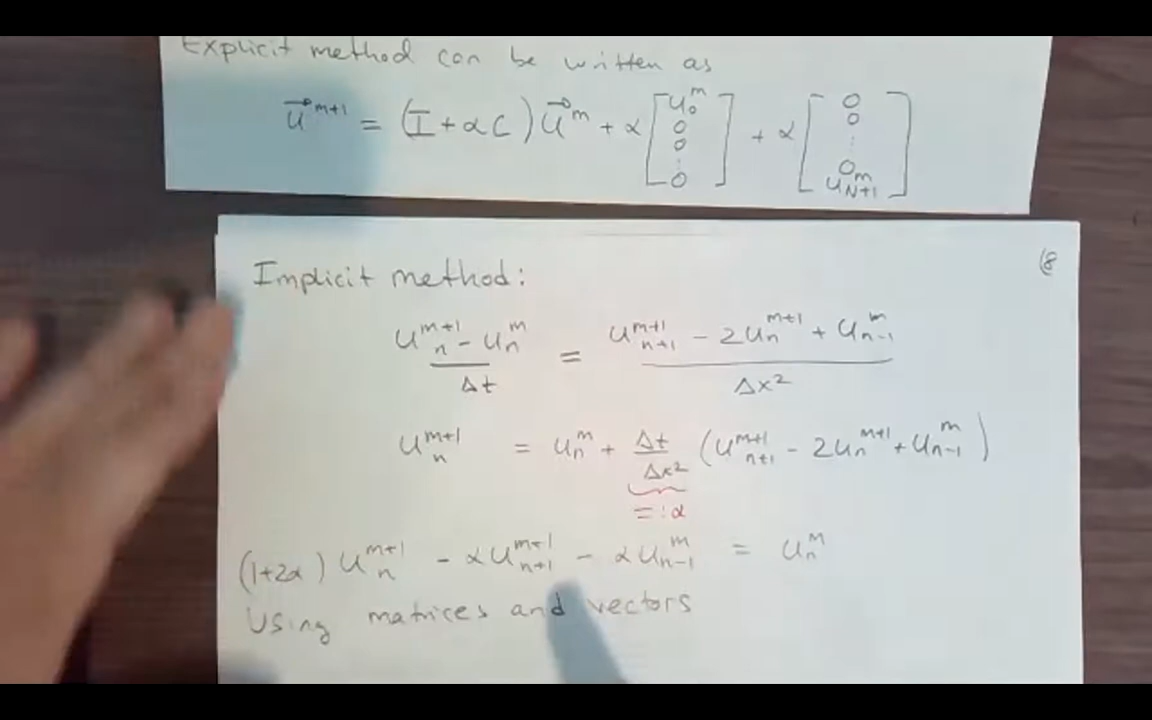 Explicit method can be written as
u⃗^{m+1} = (I + αC) u⃗^m + α [u_0^m 0 0 ⋮ 0] + α [0 0 ⋮ 0 u_{N+1}^m]
(8
Implicit method:
(u_n^{m+1} - u_n^m) / Δt = (u_{n+1}^{m+1} - 2u_n^{m+1} + u_{n-1}^m) / Δx²
u_n^{m+1} = u_n^m + Δt/Δx² (u_{n+1}^{m+1} - 2u_n^{m+1} + u_{n-1}^m)
=: α
(1+2α) u_n^{m+1} - αu_{n+1}^{m+1} - αu_{n-1}^m = u_n^m
Using matrices and vectors